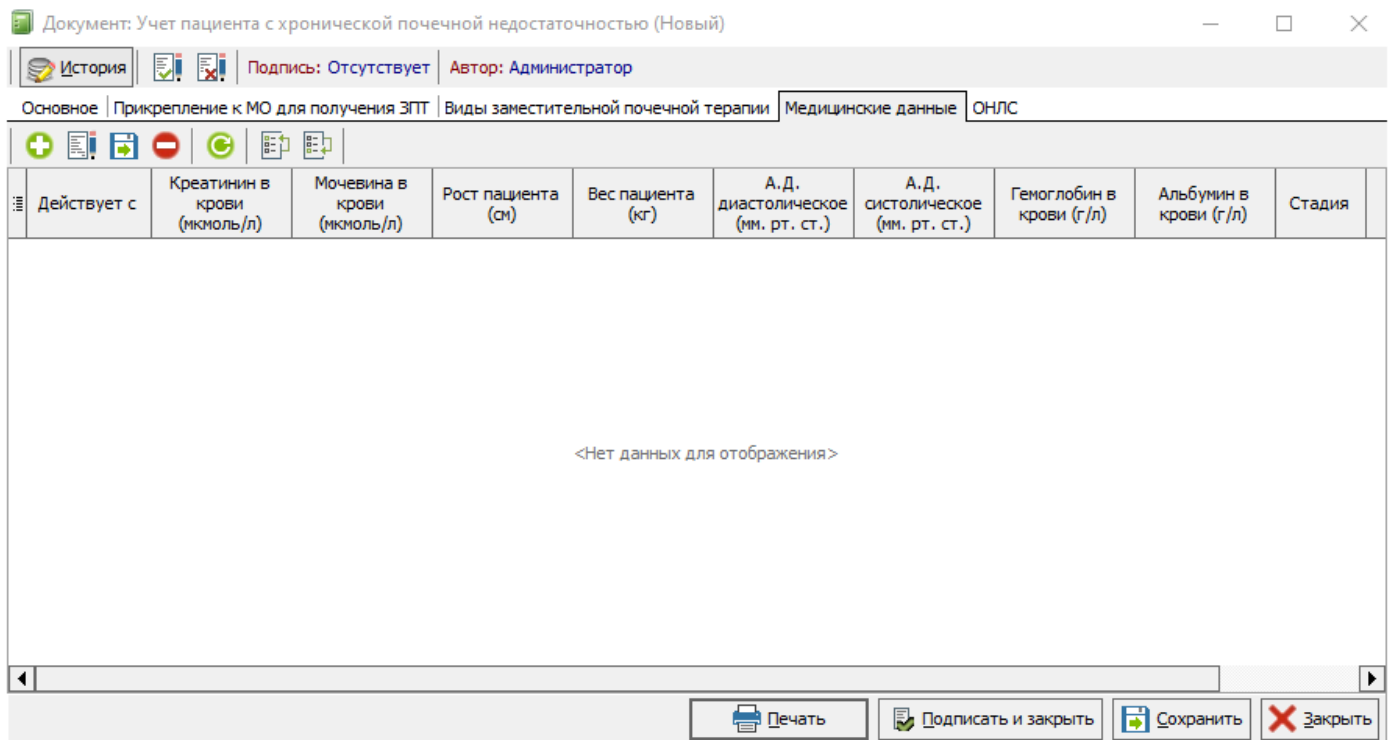 Документ: Учет пациента с хронической почечной недостаточностью (Новый)
История Подпись: Отсутствует Автор: Администратор
Основное Прикрепление к МО для получения ЗПТ Виды заместительной почечной терапии Медицинские данные ОНЛС
Действует с
Креатинин в
крови
(мкмоль/л)
Мочевина в
крови
(мкмоль/л)
Рост пациента
(см)
Вес пациента
(кг)
А.Д.
диастолическое
(мм. рт. ст.)
А.Д.
систолическое
(мм. рт. ст.)
Гемоглобин в
крови (г/л)
Альбумин в
крови (г/л)
Стадия
<Нет данных для отображения>
Печать Подписать и закрыть Сохранить Закрыть